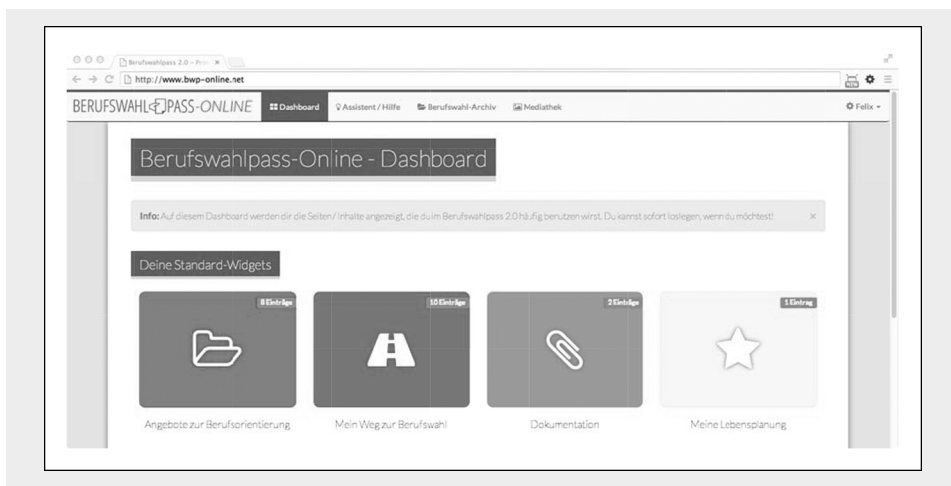 Berufswahlpass 2.0 -
http://www.bwp-online.net
BERUFSWAHL PASS-ONLINE Dashboard Assistent / Hilfe Berufswahl-Archiv Mediathek Felix
Berufswahlpass-Online - Dashboard
Info: Auf diesem Dashboard werden dir die Seiten / Inhalte angezeigt, die du im Berufswahlpass 2.0 häufig benutzen wirst. Du kannst sofort loslegen, wenn du möchtest!
Deine Standard-Widgets
8 Einträge 10 Einträge 2 Einträge 1 Eintrag
Angebote zur Berufsorientierung Mein Weg zur Berufswahl Dokumentation Meine Lebensplanung